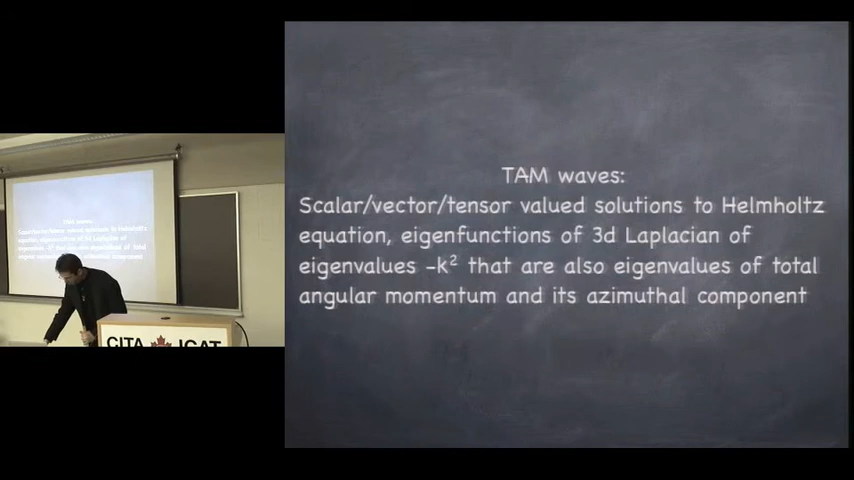 TAM waves:
Scalar/vector/tensor valued solutions to Helmholtz
equation, eigenfunctions of 3d Laplacian of
eigenvalues -k² that are also eigenvalues of total
angular momentum and its azimuthal component
CITA ICAT